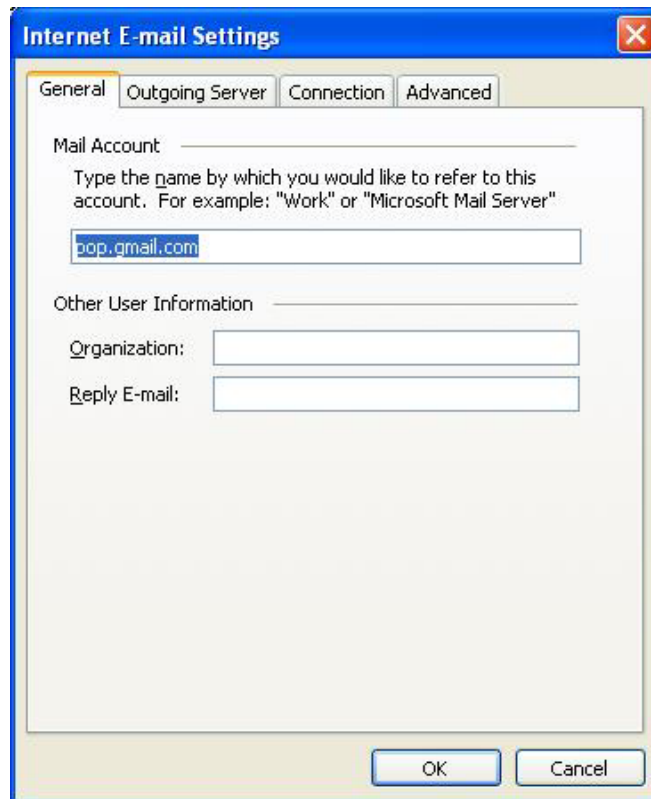 Internet E-mail Settings
General Outgoing Server Connection Advanced
Mail Account
Type the name by which you would like to refer to this
account. For example: "Work" or "Microsoft Mail Server"
pop.gmail.com
Other User Information
Organization:
Reply E-mail:
OK Cancel